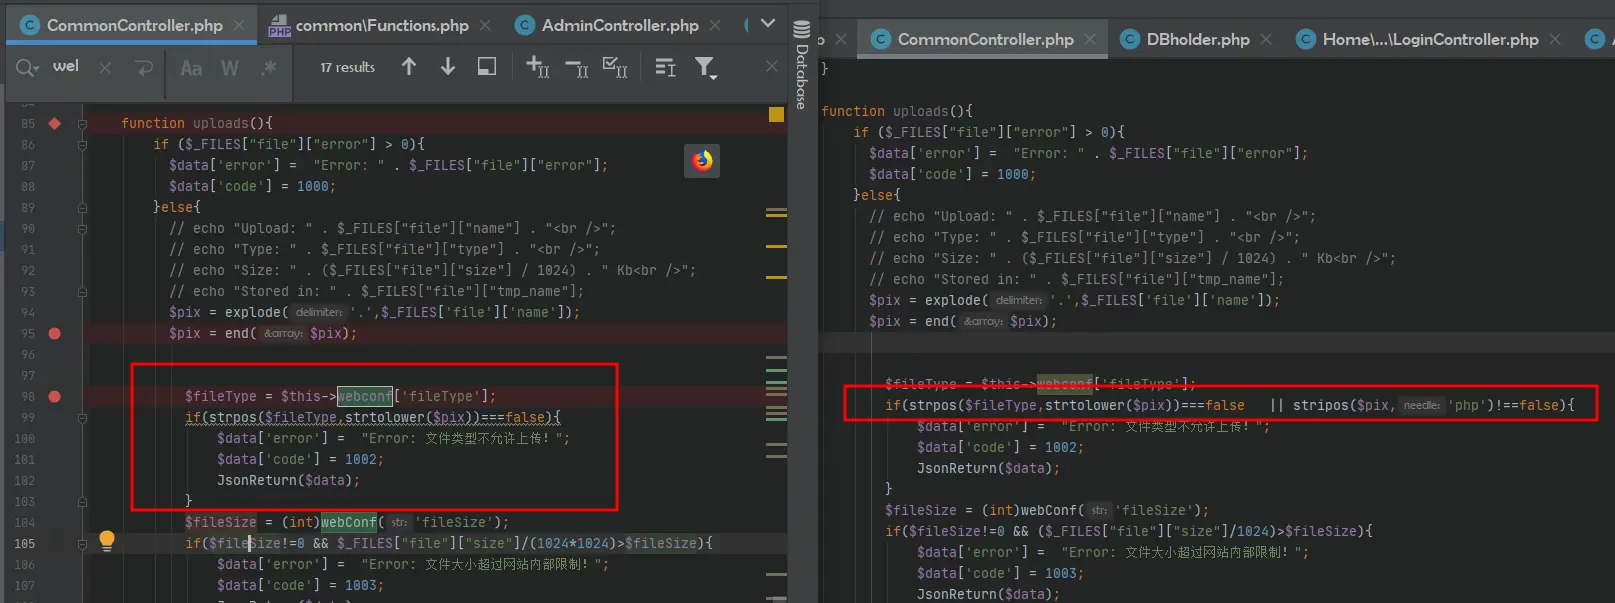 CommonController.php
common\Functions.php
AdminController.php
wel
Aa W .*
17 results
Database
85 function uploads(){
86 if ($_FILES["file"]["error"] > 0){
87 $data['error'] = "Error: " . $_FILES["file"]["error"];
88 $data['code'] = 1000;
89 }else{
90 // echo "Upload: " . $_FILES["file"]["name"] . "<br />";
91 // echo "Type: " . $_FILES["file"]["type"] . "<br />";
92 // echo "Size: " . ($_FILES["file"]["size"] / 1024) . " Kb<br />";
93 // echo "Stored in: " . $_FILES["file"]["tmp_name"];
94 $pix = explode( delimiter: '.',$_FILES['file']['name']);
95 $pix = end( &array: $pix);
96
97
98 $fileType = $this->webconf['fileType'];
99 if(strpos($fileType,strtolower($pix))===false){
100 $data['error'] = "Error: 文件类型不允许上传!";
101 $data['code'] = 1002;
102 JsonReturn($data);
103 }
104 $fileSize = (int)webConf( str: 'fileSize');
105 if($fileSize!=0 && $_FILES["file"]["size"]/(1024*1024)>$fileSize){
106 $data['error'] = "Error: 文件大小超过网站内部限制!";
107 $data['code'] = 1003;
p
CommonController.php
DBholder.php
Home\...\LoginController.php
}
function uploads(){
if ($_FILES["file"]["error"] > 0){
$data['error'] = "Error: " . $_FILES["file"]["error"];
$data['code'] = 1000;
}else{
// echo "Upload: " . $_FILES["file"]["name"] . "<br />";
// echo "Type: " . $_FILES["file"]["type"] . "<br />";
// echo "Size: " . ($_FILES["file"]["size"] / 1024) . " Kb<br />";
// echo "Stored in: " . $_FILES["file"]["tmp_name"];
$pix = explode( delimiter: '.',$_FILES['file']['name']);
$pix = end( &array: $pix);
$fileType = $this->webconf['fileType'];
if(strpos($fileType,strtolower($pix))===false || stripos($pix, needle: 'php')!==false){
$data['error'] = "Error: 文件类型不允许上传!";
$data['code'] = 1002;
JsonReturn($data);
}
$fileSize = (int)webConf( str: 'fileSize');
if($fileSize!=0 && ($_FILES["file"]["size"]/1024)>$fileSize){
$data['error'] = "Error: 文件大小超过网站内部限制!";
$data['code'] = 1003;
JsonReturn($data);